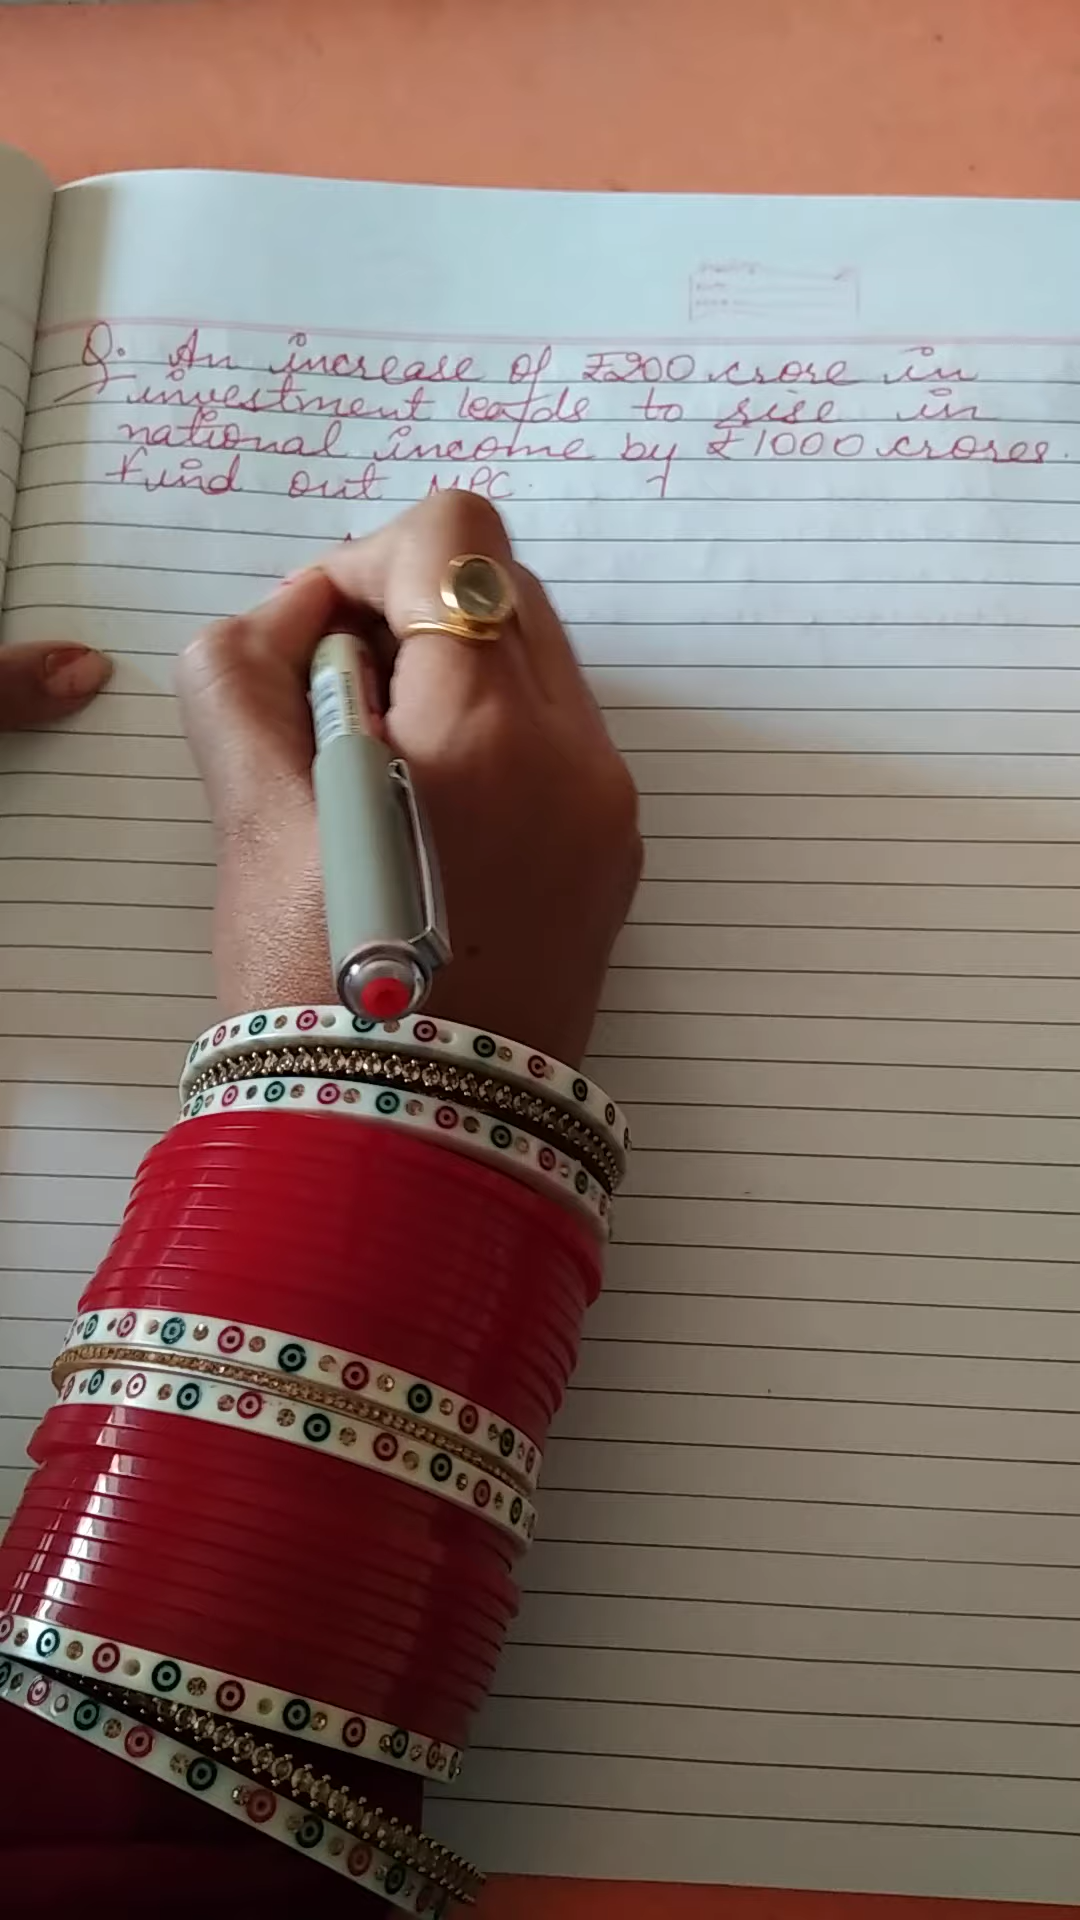 Q. An increase of ₹200 crore in
investment leads to rise in
national income by ₹1000 crores.
Find out MPC.